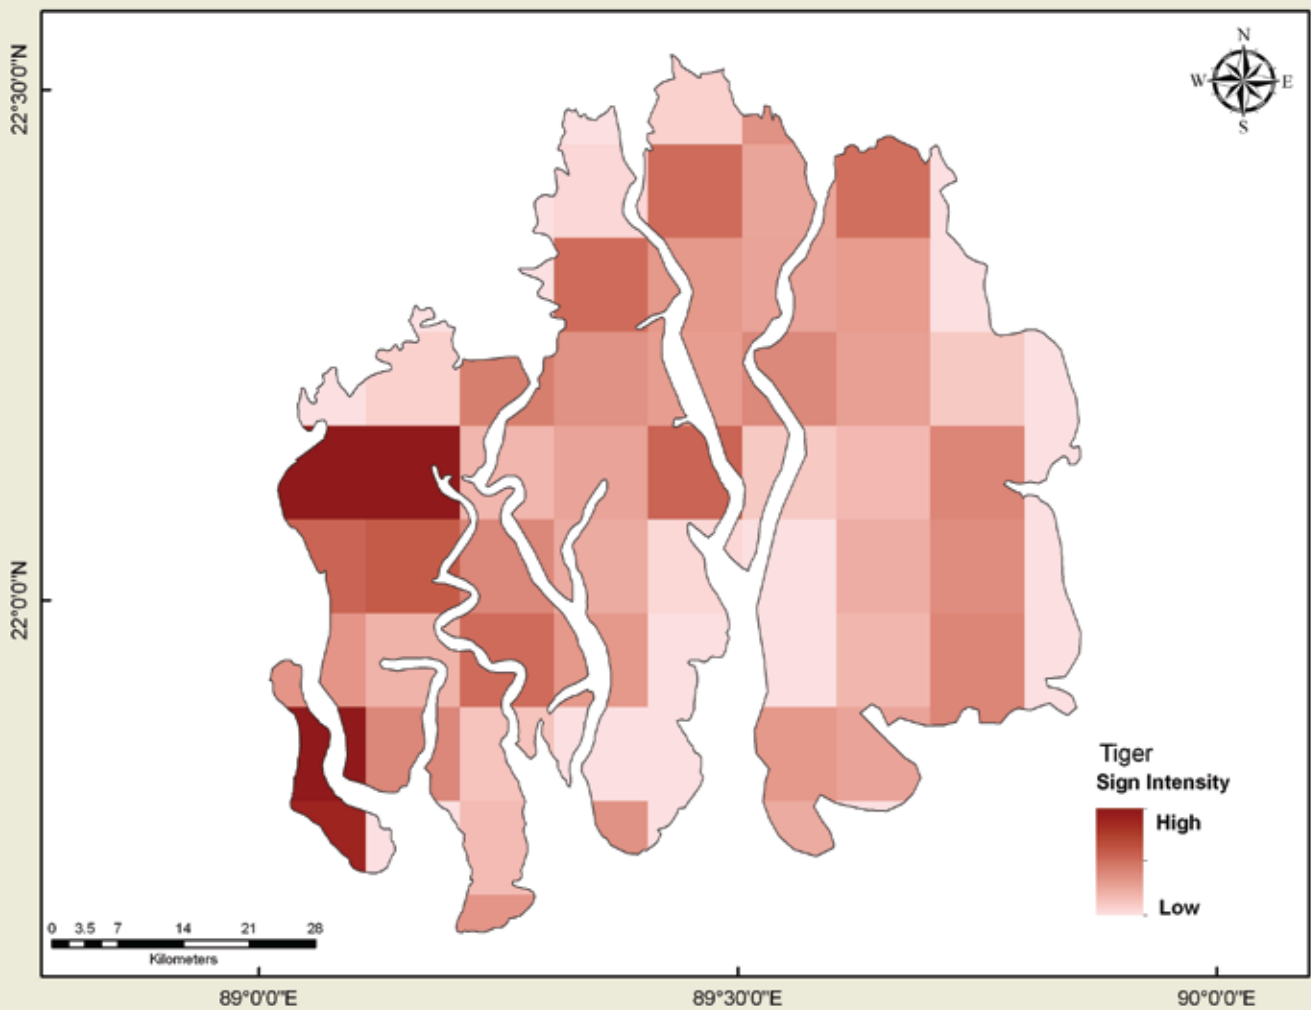 N
W E
S
22°30'0"N
22°0'0"N
Tiger
Sign Intensity
High
Low
0 3.5 7 14 21 28
Kilometers
89°0'0"E 89°30'0"E 90°0'0"E